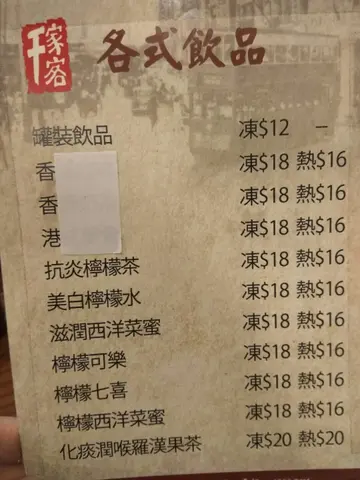 千家客
各式飲品
罐裝飲品 凍$12 –
香 凍$18 熱$16
香 凍$18 熱$16
港 凍$18 熱$16
抗炎檸檬茶 凍$18 熱$16
美白檸檬水 凍$18 熱$16
滋潤西洋菜蜜 凍$18 熱$16
檸檬可樂 凍$18 熱$16
檸檬七喜 凍$18 熱$16
檸檬西洋菜蜜 凍$18 熱$16
化痰潤喉羅漢果茶 凍$20 熱$20